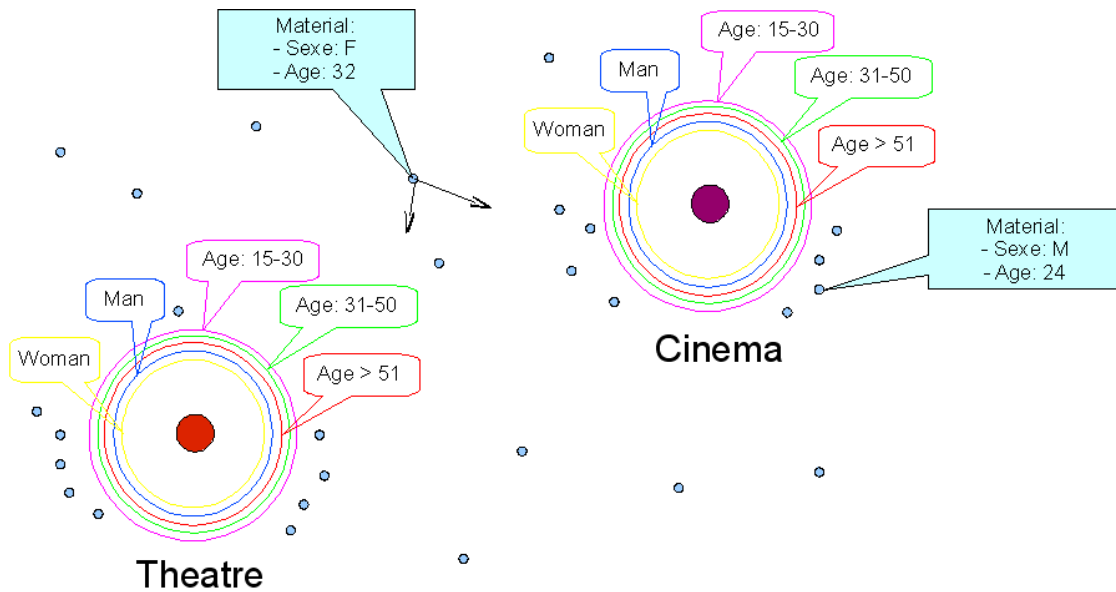 Material:
- Sexe: F
- Age: 32
Age: 15-30
Man
Age: 31-50
Woman
Age > 51
Material:
- Sexe: M
- Age: 24
Cinema
Age: 15-30
Man
Age: 31-50
Woman
Age > 51
Theatre